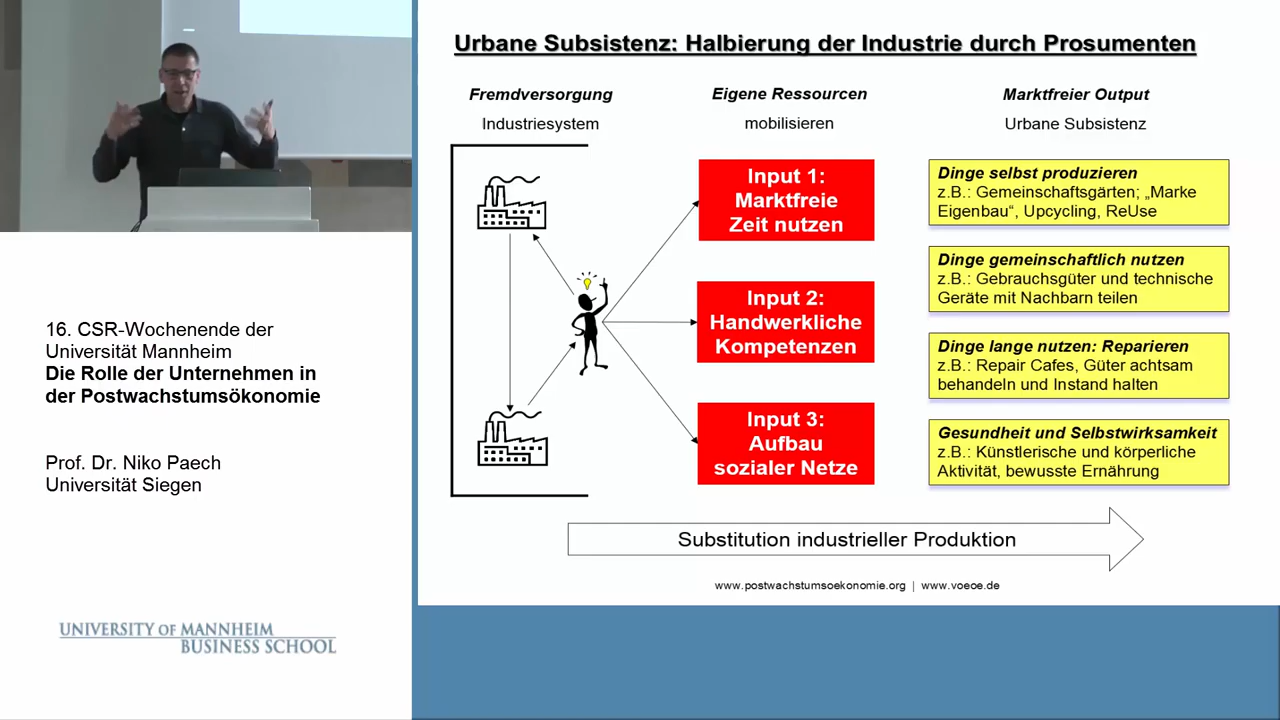 16. CSR-Wochenende der
Universität Mannheim
Die Rolle der Unternehmen in
der Postwachstumsökonomie
Prof. Dr. Niko Paech
Universität Siegen
UNIVERSITY OF MANNHEIM
BUSINESS SCHOOL
Urbane Subsistenz: Halbierung der Industrie durch Prosumenten
Fremdversorgung
Industriesystem
Eigene Ressourcen
mobilisieren
Input 1:
Marktfreie
Zeit nutzen
Input 2:
Handwerkliche
Kompetenzen
Input 3:
Aufbau
sozialer Netze
Marktfreier Output
Urbane Subsistenz
Dinge selbst produzieren
z.B.: Gemeinschaftsgärten; „Marke
Eigenbau“, Upcycling, ReUse
Dinge gemeinschaftlich nutzen
z.B.: Gebrauchsgüter und technische
Geräte mit Nachbarn teilen
Dinge lange nutzen: Reparieren
z.B.: Repair Cafes, Güter achtsam
behandeln und Instand halten
Gesundheit und Selbstwirksamkeit
z.B.: Künstlerische und körperliche
Aktivität, bewusste Ernährung
Substitution industrieller Produktion
www.postwachstumsoekonomie.org | www.voeoe.de